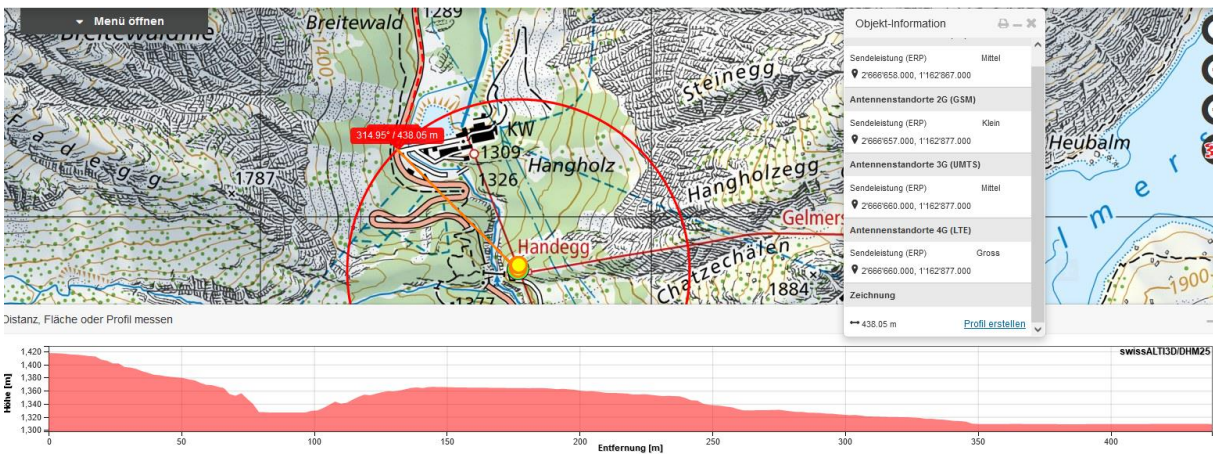 Menü öffnen
Breitewald
1289
1400
Steinegg
314.95° / 438.05 m
KW
1309
1326
Hangholz
1787
Hangholzegg
Handegg
Gelmers
Chatzechälen
1884
1377
Heubalm
1900
Objekt-Information
Sendeleistung (ERP) Mittel
2'666'658.000, 1'162'867.000
Antennenstandorte 2G (GSM)
Sendeleistung (ERP) Klein
2'666'657.000, 1'162'877.000
Antennenstandorte 3G (UMTS)
Sendeleistung (ERP) Mittel
2'666'660.000, 1'162'877.000
Antennenstandorte 4G (LTE)
Sendeleistung (ERP) Gross
2'666'660.000, 1'162'877.000
Zeichnung
438.05 m Profil erstellen
Distanz, Fläche oder Profil messen
swissALTI3D/DHM25
Höhe [m]
1,420
1,400
1,380
1,360
1,340
1,320
1,300
0 50 100 150 200 250 300 350 400
Entfernung [m]